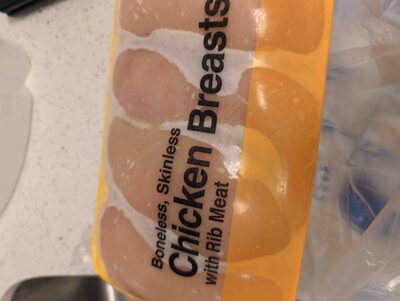 Boneless, Skinless
Chicken Breasts
with Rib Meat